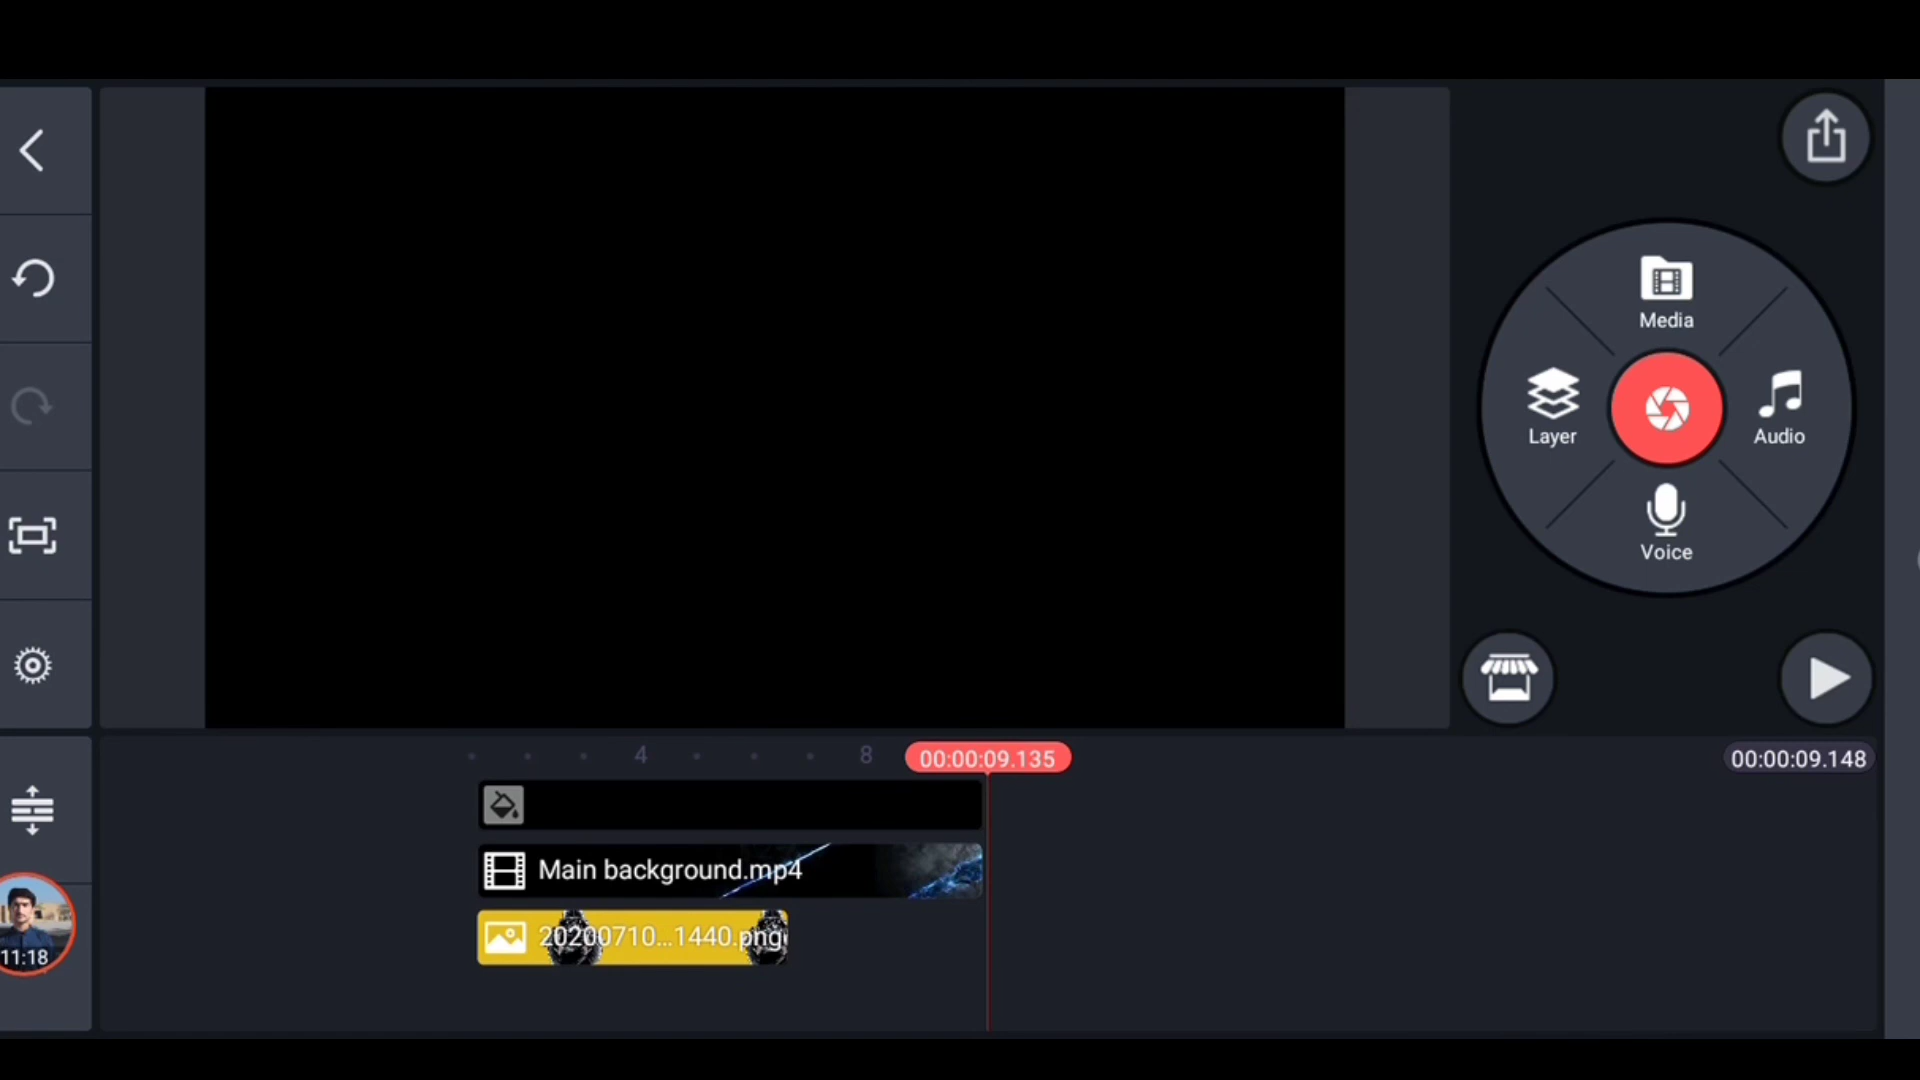 Media
Layer
Audio
Voice
4
8
00:00:09.135
00:00:09.148
Main background.mp4
20200710...1440.png
11:18